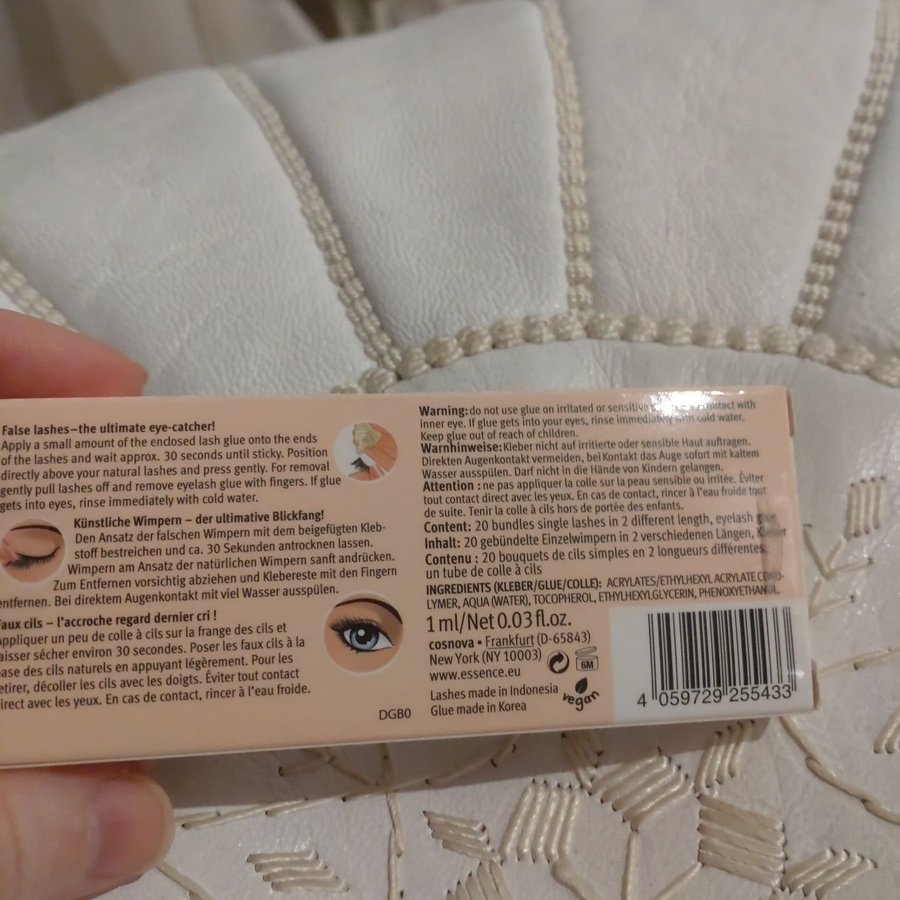 False lashes–the ultimate eye-catcher!
Apply a small amount of the enclosed lash glue onto the ends
of the lashes and wait approx. 30 seconds until sticky. Position
directly above your natural lashes and press gently. For removal
gently pull lashes off and remove eyelash glue with fingers. If glue
gets into eyes, rinse immediately with cold water.
Künstliche Wimpern – der ultimative Blickfang!
Den Ansatz der falschen Wimpern mit dem beigefügten Kleb-
stoff bestreichen und ca. 30 Sekunden antrocknen lassen.
Wimpern am Ansatz der natürlichen Wimpern sanft andrücken.
Zum Entfernen vorsichtig abziehen und Klebereste mit den Fingern
entfernen. Bei direktem Augenkontakt mit viel Wasser ausspülen.
Faux cils – l'accroche regard dernier cri !
Appliquer un peu de colle à cils sur la frange des cils et
laisser sécher environ 30 secondes. Poser les faux cils à la
base des cils naturels en appuyant légèrement. Pour les
retirer, décoller les cils avec les doigts. Éviter tout contact
direct avec les yeux. En cas de contact, rincer à l'eau froide.
DGB0
Warning: do not use glue on irritated or sensitive contact with
inner eye. If glue gets into your eyes, rinse immediately with cold water.
Keep glue out of reach of children.
Warnhinweise: Kleber nicht auf irritierte oder sensible Haut auftragen.
Direkten Augenkontakt vermeiden, bei Kontakt das Auge sofort mit kaltem
Wasser ausspülen. Darf nicht in die Hände von Kindern gelangen.
Attention : ne pas appliquer la colle sur la peau sensible ou irritée. Éviter
tout contact direct avec les yeux. En cas de contact, rincer à l'eau froide tout
de suite. Tenir la colle à cils hors de portée des enfants.
Content: 20 bundles single lashes in 2 different length, eyelash glue
Inhalt: 20 gebündelte Einzelwimpern in 2 verschiedenen Längen, Kleber
Contenu : 20 bouquets de cils simples en 2 longueurs différentes,
un tube de colle à cils
INGREDIENTS (KLEBER/GLUE/COLLE): ACRYLATES/ETHYLHEXYL ACRYLATE COPO-
LYMER, AQUA (WATER), TOCOPHEROL, ETHYLHEXYLGLYCERIN, PHENOXYETHANOL.
1 ml/Net 0.03 fl.oz.
cosnova • Frankfurt (D-65843)
New York (NY 10003)
www.essence.eu
6M
Lashes made in Indonesia
Glue made in Korea
vegan
4 059729 255433